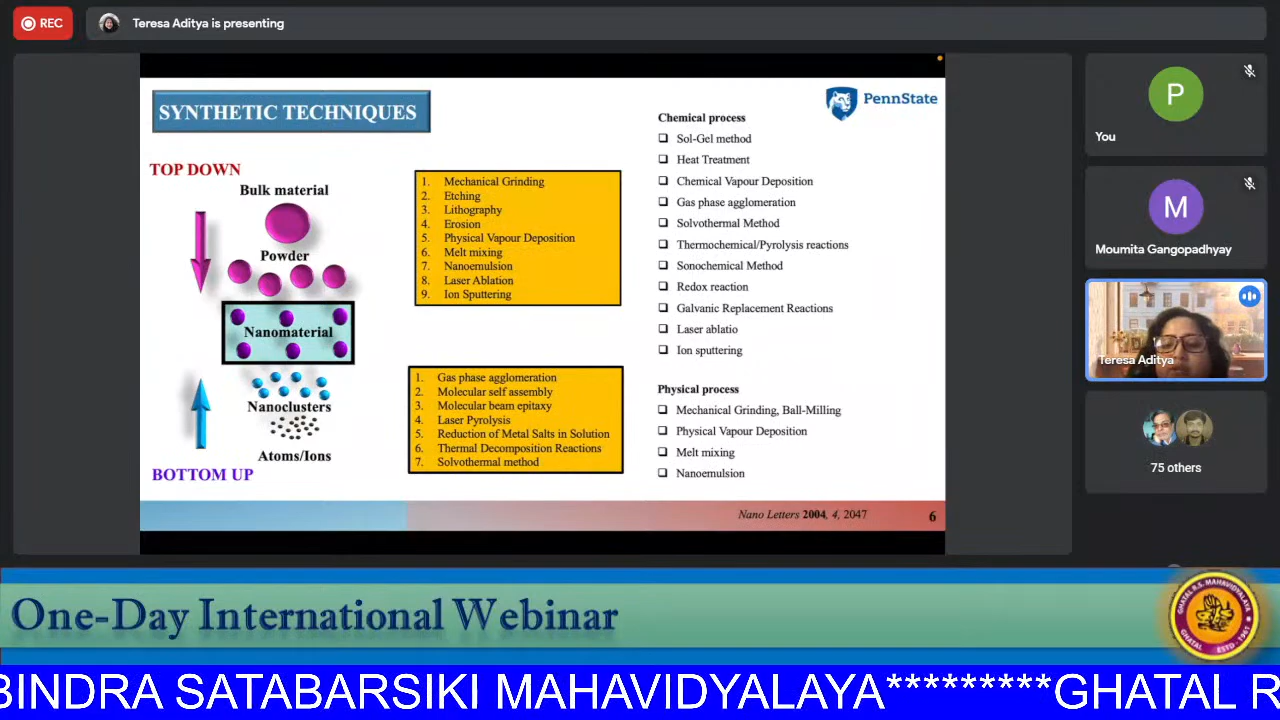 REC
Teresa Aditya is presenting
SYNTHETIC TECHNIQUES
PennState
TOP DOWN
Bulk material
Powder
Nanomaterial
Nanoclusters
Atoms/Ions
BOTTOM UP
1. Mechanical Grinding
2. Etching
3. Lithography
4. Erosion
5. Physical Vapour Deposition
6. Melt mixing
7. Nanoemulsion
8. Laser Ablation
9. Ion Sputtering
1. Gas phase agglomeration
2. Molecular self assembly
3. Molecular beam epitaxy
4. Laser Pyrolysis
5. Reduction of Metal Salts in Solution
6. Thermal Decomposition Reactions
7. Solvothermal method
Chemical process
❑ Sol-Gel method
❑ Heat Treatment
❑ Chemical Vapour Deposition
❑ Gas phase agglomeration
❑ Solvothermal Method
❑ Thermochemical/Pyrolysis reactions
❑ Sonochemical Method
❑ Redox reaction
❑ Galvanic Replacement Reactions
❑ Laser ablatio
❑ Ion sputtering
Physical process
❑ Mechanical Grinding, Ball-Milling
❑ Physical Vapour Deposition
❑ Melt mixing
❑ Nanoemulsion
Nano Letters 2004, 4, 2047
6
P
You
M
Moumita Gangopadhyay
Teresa Aditya
75 others
One-Day International Webinar
GHATAL R.S. MAHAVIDYALAYA
GHATAL ESTD - 1961
BINDRA SATABARSIKI MAHAVIDYALAYA*********GHATAL R